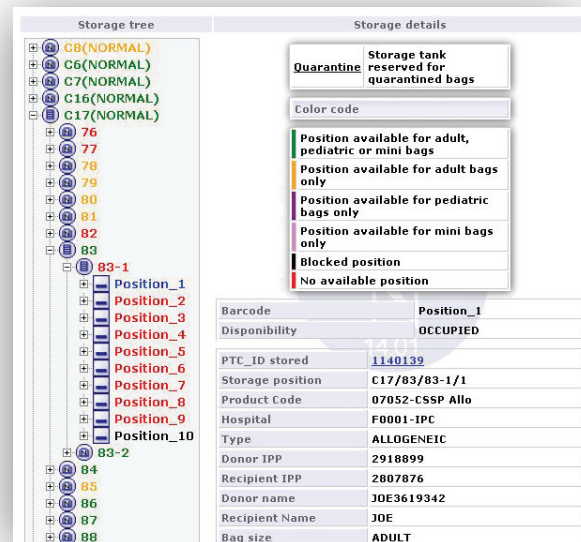 Storage tree
C8(NORMAL)
C6(NORMAL)
C7(NORMAL)
C16(NORMAL)
C17(NORMAL)
76
77
78
79
80
81
82
83
83-1
Position_1
Position_2
Position_3
Position_4
Position_5
Position_6
Position_7
Position_8
Position_9
Position_10
83-2
84
85
86
87
88
Storage details
Quarantine
Storage tank
reserved for
quarantined bags
Color code
Position available for adult,
pediatric or mini bags
Position available for adult bags
only
Position available for pediatric
bags only
Position available for mini bags
only
Blocked position
No available position
Barcode Position_1
Disponibility OCCUPIED
14.01
PTC_ID stored 1140139
Storage position C17/83/83-1/1
Product Code 07052-CSSP Allo
Hospital F0001-IPC
Type ALLOGENEIC
Donor IPP 2918899
Recipient IPP 2807876
Donor name JOE3619342
Recipient Name JOE
Bag size ADULT